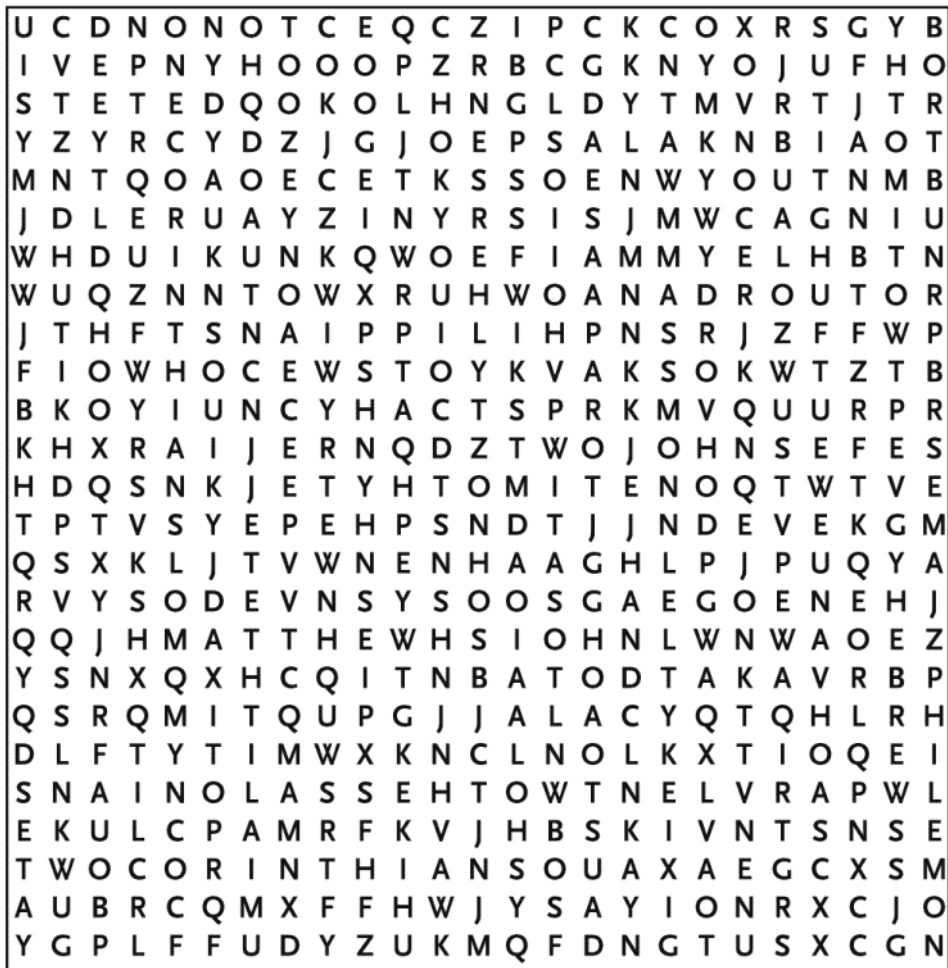 U C D N O N O T C E Q C Z I P C K C O X R S G Y B
I V E P N Y H O O O P Z R B C G K N Y O J U F H O
S T E T E D Q O K O L H N G L D Y T M V R T J T R
Y Z Y R C Y D Z J G J O E P S A L A K N B I A O T
M N T Q O A O E C E T K S S O E N W Y O U T N M B
J D L E R U A Y Z I N Y R S I S J M W C A G N I U
W H D U I K U N K Q W O E F I A M M Y E L H B T N
W U Q Z N N T O W X R U H W O A N A D R O U T O R
J T H F T S N A I P P I L I H P N S R J Z F F W P
F I O W H O C E W S T O Y K V A K S O K W T Z T B
B K O Y I U N C Y H A C T S P R K M V Q U U R P R
K H X R A I J E R N Q D Z T W O J O H N S E F E S
H D Q S N K J E T Y H T O M I T E N O Q T W T V E
T P T V S Y E P E H P S N D T J J N D E V E K G M
Q S X K L J T V W N E N H A A G H L P J P U Q Y A
R V Y S O D E V N S Y S O O S G A E G O E N E H J
Q Q J H M A T T H E W H S I O H N L W N W A O E Z
Y S N X Q X H C Q I T N B A T O D T A K A V R B P
Q S R Q M I T Q U P G J J A L A C Y Q T Q H L R H
D L F T Y T I M W X K N C L N O L K X T I O Q E I
S N A I N O L A S S E H T O W T N E L V R A P W L
E K U L C P A M R F K V J H B S K I V N T S N S E
T W O C O R I N T H I A N S O U A X A E G C X S M
A U B R C Q M X F F H W J Y S A Y I O N R X C J O
Y G P L F F U D Y Z U K M Q F D N G T U S X C G N